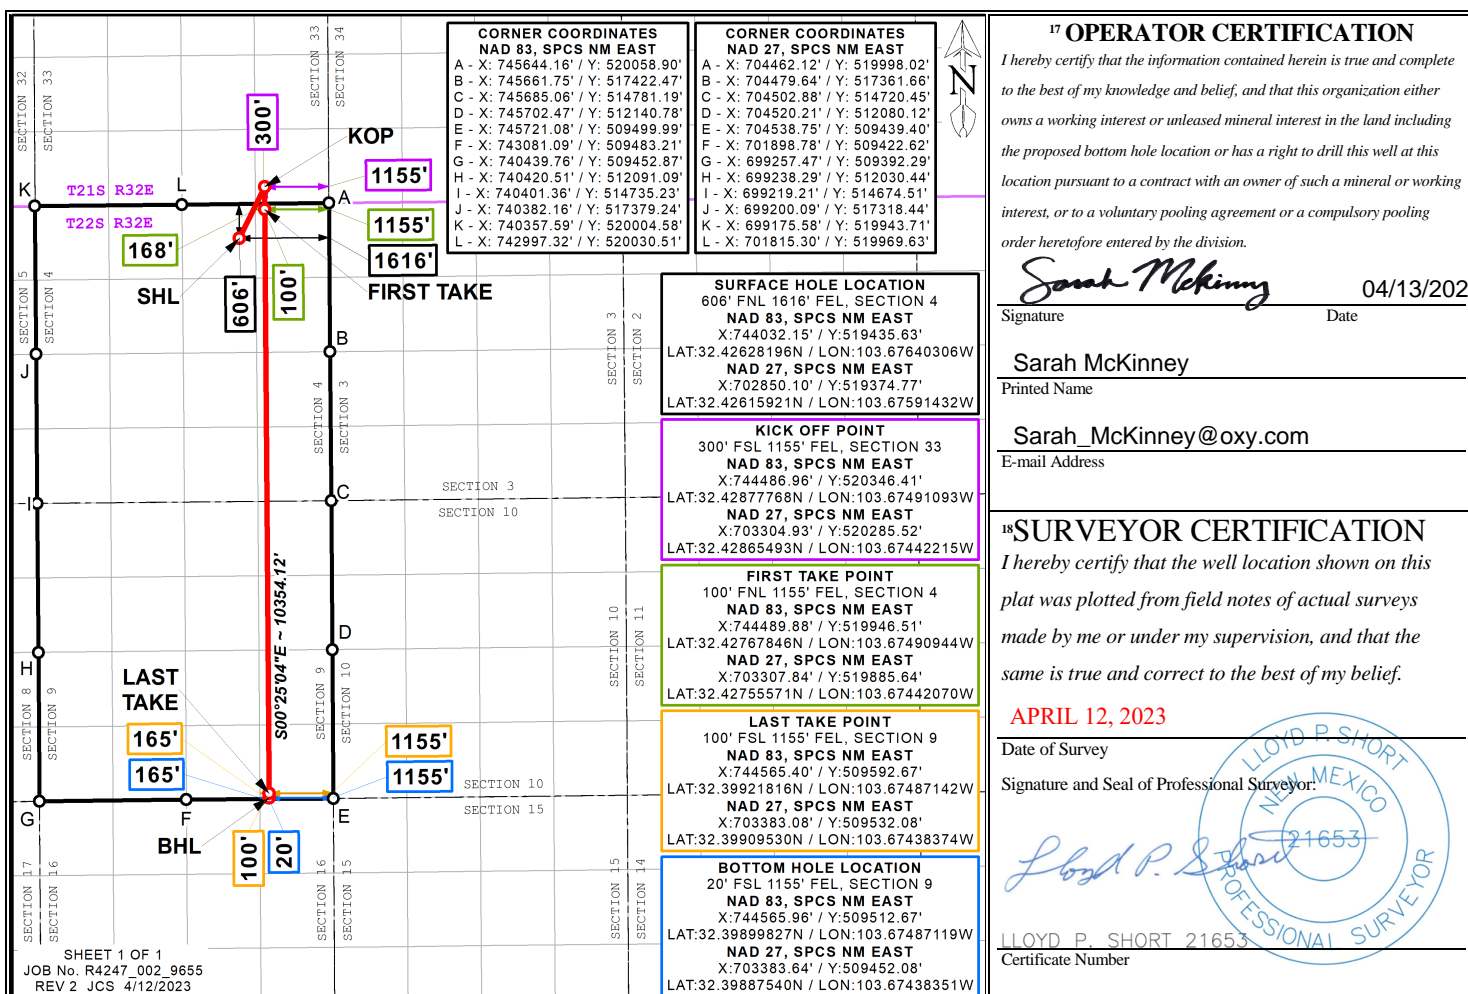 SECTION 32
SECTION 33
SECTION 33
SECTION 34
300'
KOP
1155'
K
T21S R32E
L
A
T22S R32E
1155'
168'
1616'
SHL
606'
100'
FIRST TAKE
SECTION 5
SECTION 4
B
J
SECTION 4
SECTION 3
SECTION 3
SECTION 2
I
C
SECTION 3
SECTION 10
S00°25'04"E ~ 10354.12'
D
H
SECTION 8
SECTION 9
LAST
TAKE
SECTION 9
SECTION 10
SECTION 10
SECTION 11
165'
1155'
165'
1155'
SECTION 10
SECTION 15
G
F
E
BHL
100'
20'
SECTION 17
SECTION 16
SECTION 16
SECTION 15
SECTION 15
SECTION 14
SHEET 1 OF 1
JOB No. R4247_002_9655
REV 2 JCS 4/12/2023
CORNER COORDINATES
NAD 83, SPCS NM EAST
A - X: 745644.16' / Y: 520058.90'
B - X: 745661.75' / Y: 517422.47'
C - X: 745685.06' / Y: 514781.19'
D - X: 745702.47' / Y: 512140.78'
E - X: 745721.08' / Y: 509499.99'
F - X: 743081.09' / Y: 509483.21'
G - X: 740439.76' / Y: 509452.87'
H - X: 740420.51' / Y: 512091.09'
I - X: 740401.36' / Y: 514735.23'
J - X: 740382.16' / Y: 517379.24'
K - X: 740357.59' / Y: 520004.58'
L - X: 742997.32' / Y: 520030.51'
CORNER COORDINATES
NAD 27, SPCS NM EAST
A - X: 704462.12' / Y: 519998.02'
B - X: 704479.64' / Y: 517361.66'
C - X: 704502.88' / Y: 514720.45'
D - X: 704520.21' / Y: 512080.12'
E - X: 704538.75' / Y: 509439.40'
F - X: 701898.78' / Y: 509422.62'
G - X: 699257.47' / Y: 509392.29'
H - X: 699238.29' / Y: 512030.44'
I - X: 699219.21' / Y: 514674.51'
J - X: 699200.09' / Y: 517318.44'
K - X: 699175.58' / Y: 519943.71'
L - X: 701815.30' / Y: 519969.63'
N
SURFACE HOLE LOCATION
606' FNL 1616' FEL, SECTION 4
NAD 83, SPCS NM EAST
X:744032.15' / Y:519435.63'
LAT:32.42628196N / LON:103.67640306W
NAD 27, SPCS NM EAST
X:702850.10' / Y:519374.77'
LAT:32.42615921N / LON:103.67591432W
KICK OFF POINT
300' FSL 1155' FEL, SECTION 33
NAD 83, SPCS NM EAST
X:744486.96' / Y:520346.41'
LAT:32.42877768N / LON:103.67491093W
NAD 27, SPCS NM EAST
X:703304.93' / Y:520285.52'
LAT:32.42865493N / LON:103.67442215W
FIRST TAKE POINT
100' FNL 1155' FEL, SECTION 4
NAD 83, SPCS NM EAST
X:744489.88' / Y:519946.51'
LAT:32.42767846N / LON:103.67490944W
NAD 27, SPCS NM EAST
X:703307.84' / Y:519885.64'
LAT:32.42755571N / LON:103.67442070W
LAST TAKE POINT
100' FSL 1155' FEL, SECTION 9
NAD 83, SPCS NM EAST
X:744565.40' / Y:509592.67'
LAT:32.39921816N / LON:103.67487142W
NAD 27, SPCS NM EAST
X:703383.08' / Y:509532.08'
LAT:32.39909530N / LON:103.67438374W
BOTTOM HOLE LOCATION
20' FSL 1155' FEL, SECTION 9
NAD 83, SPCS NM EAST
X:744565.96' / Y:509512.67'
LAT:32.39899827N / LON:103.67487119W
NAD 27, SPCS NM EAST
X:703383.64' / Y:509452.08'
LAT:32.39887540N / LON:103.67438351W
17 OPERATOR CERTIFICATION
I hereby certify that the information contained herein is true and complete
to the best of my knowledge and belief, and that this organization either
owns a working interest or unleased mineral interest in the land including
the proposed bottom hole location or has a right to drill this well at this
location pursuant to a contract with an owner of such a mineral or working
interest, or to a voluntary pooling agreement or a compulsory pooling
order heretofore entered by the division.
Sarah McKinney 04/13/202
Signature Date
Sarah McKinney
Printed Name
Sarah_McKinney@oxy.com
E-mail Address
18 SURVEYOR CERTIFICATION
I hereby certify that the well location shown on this
plat was plotted from field notes of actual surveys
made by me or under my supervision, and that the
same is true and correct to the best of my belief.
APRIL 12, 2023
Date of Survey
Signature and Seal of Professional Surveyor:
LLOYD P. SHORT
NEW MEXICO
21653
PROFESSIONAL SURVEYOR
Lloyd P. Short
LLOYD P. SHORT 21653
Certificate Number